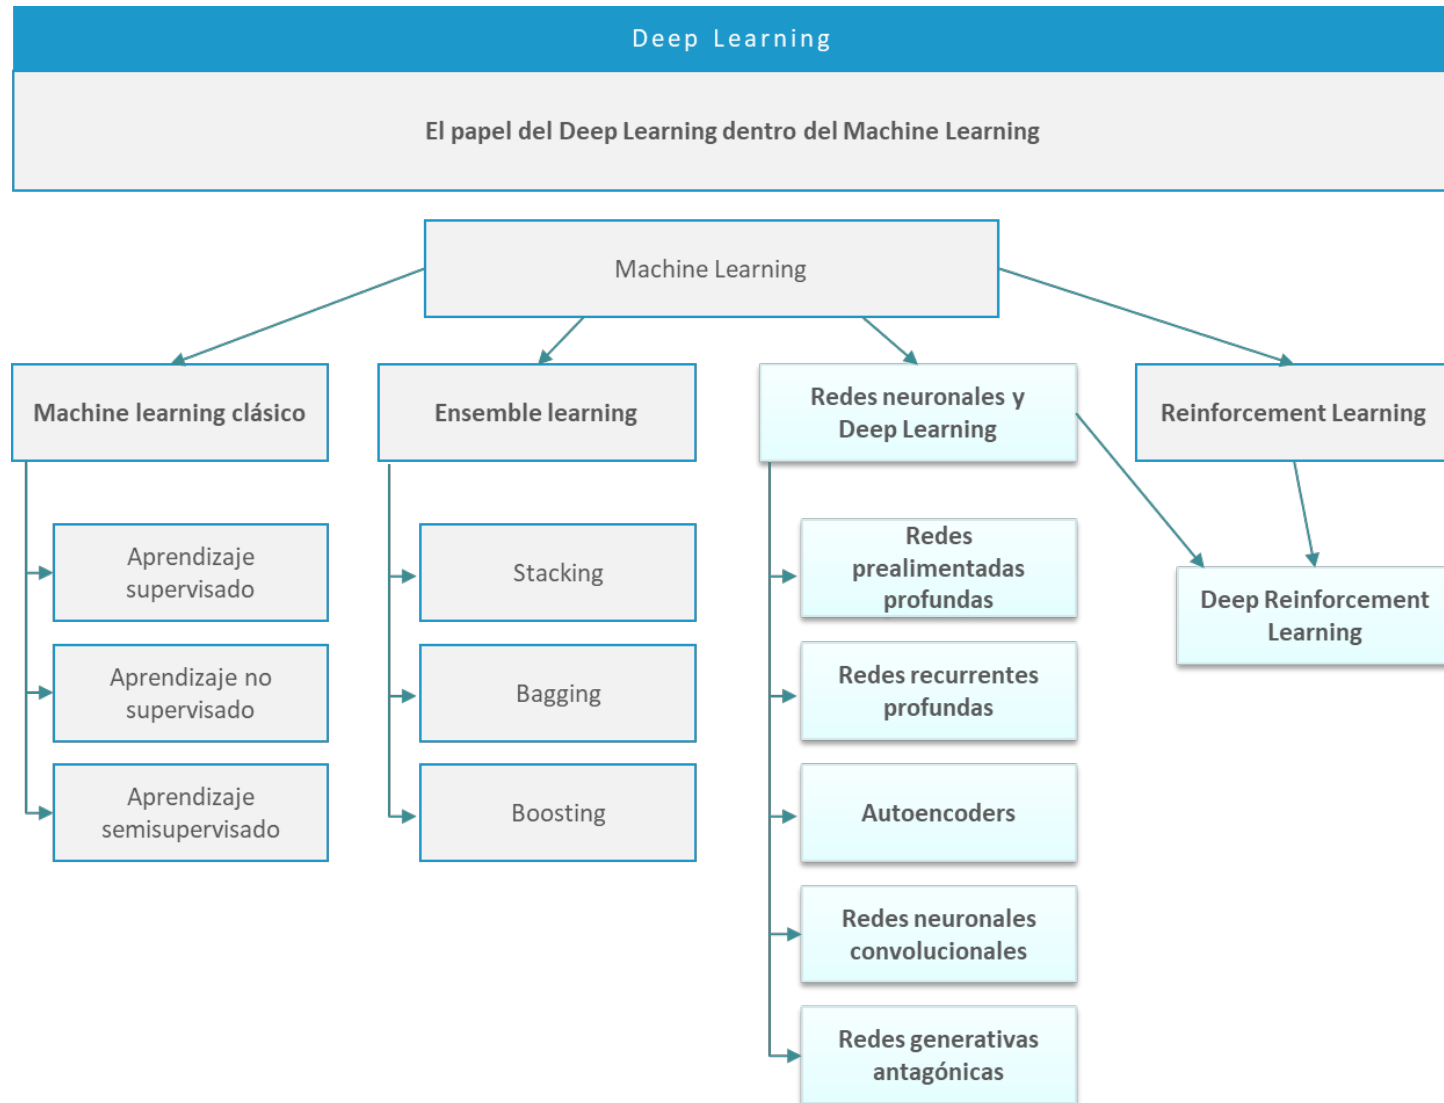 Deep Learning
El papel del Deep Learning dentro del Machine Learning
Machine Learning
Machine learning clásico
Aprendizaje
supervisado
Aprendizaje no
supervisado
Aprendizaje
semisupervisado
Ensemble learning
Stacking
Bagging
Boosting
Redes neuronales y
Deep Learning
Redes
prealimentadas
profundas
Redes recurrentes
profundas
Autoencoders
Redes neuronales
convolucionales
Redes generativas
antagónicas
Reinforcement Learning
Deep Reinforcement
Learning